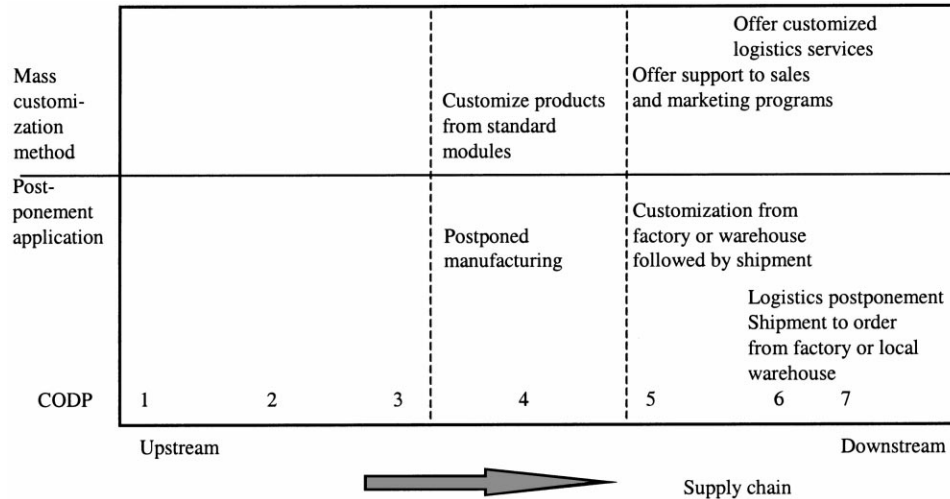 Offer customized
logistics services
Mass
customi-
zation
method
Offer support to sales
and marketing programs
Customize products
from standard
modules
Post-
ponement
application
Customization from
factory or warehouse
followed by shipment
Postponed
manufacturing
Logistics postponement
Shipment to order
from factory or local
warehouse
CODP 1 2 3 4 5 6 7
Upstream Downstream
Supply chain